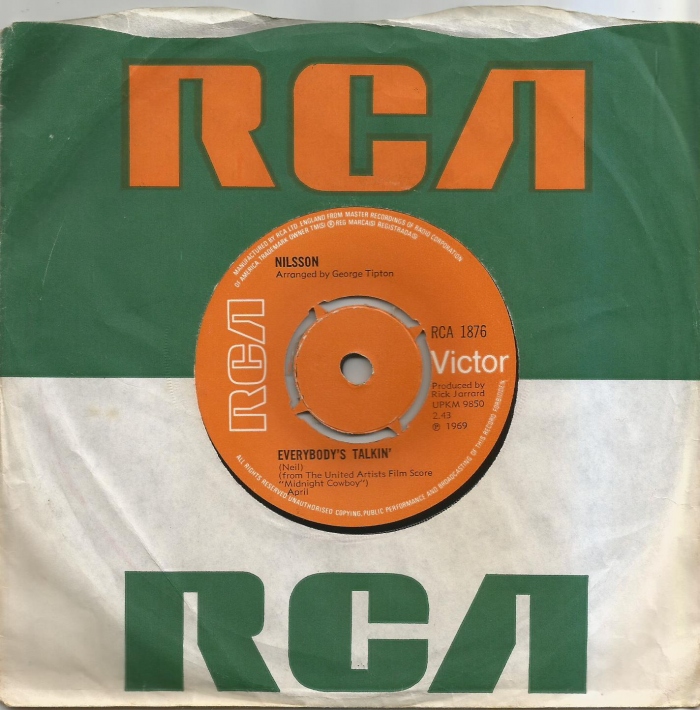 RCA
MANUFACTURED BY RCA LTD. ENGLAND FROM MASTER RECORDINGS OF RADIO CORPORATION
OF AMERICA, TRADEMARK OWNER TM(S) ® REG MARCA(S) REGISTRADA(S)
NILSSON
Arranged by George Tipton
RCA
RCA 1876
Victor
Produced by
Rick Jarrard
UPKM 9850
2.43
℗ 1969
EVERYBODY'S TALKIN'
(Neil)
(from The United Artists Film Score
"Midnight Cowboy")
April
ALL RIGHTS RESERVED UNAUTHORISED COPYING, PUBLIC PERFORMANCE AND BROADCASTING OF THIS RECORD FORBIDDEN
RCA